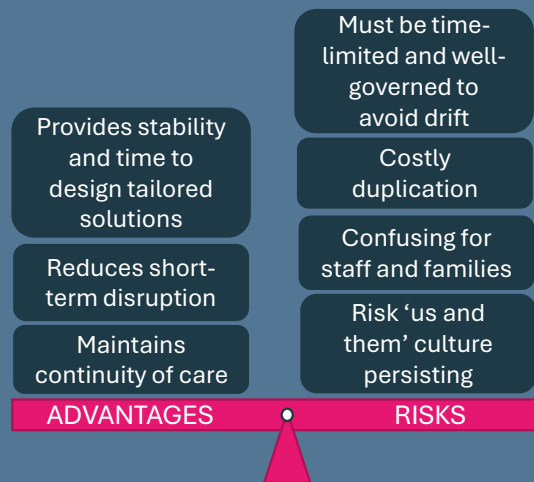 Provides stability
and time to
design tailored
solutions
Reduces short-
term disruption
Maintains
continuity of care
ADVANTAGES
Must be time-
limited and well-
governed to
avoid drift
Costly
duplication
Confusing for
staff and families
Risk ‘us and
them’ culture
persisting
RISKS